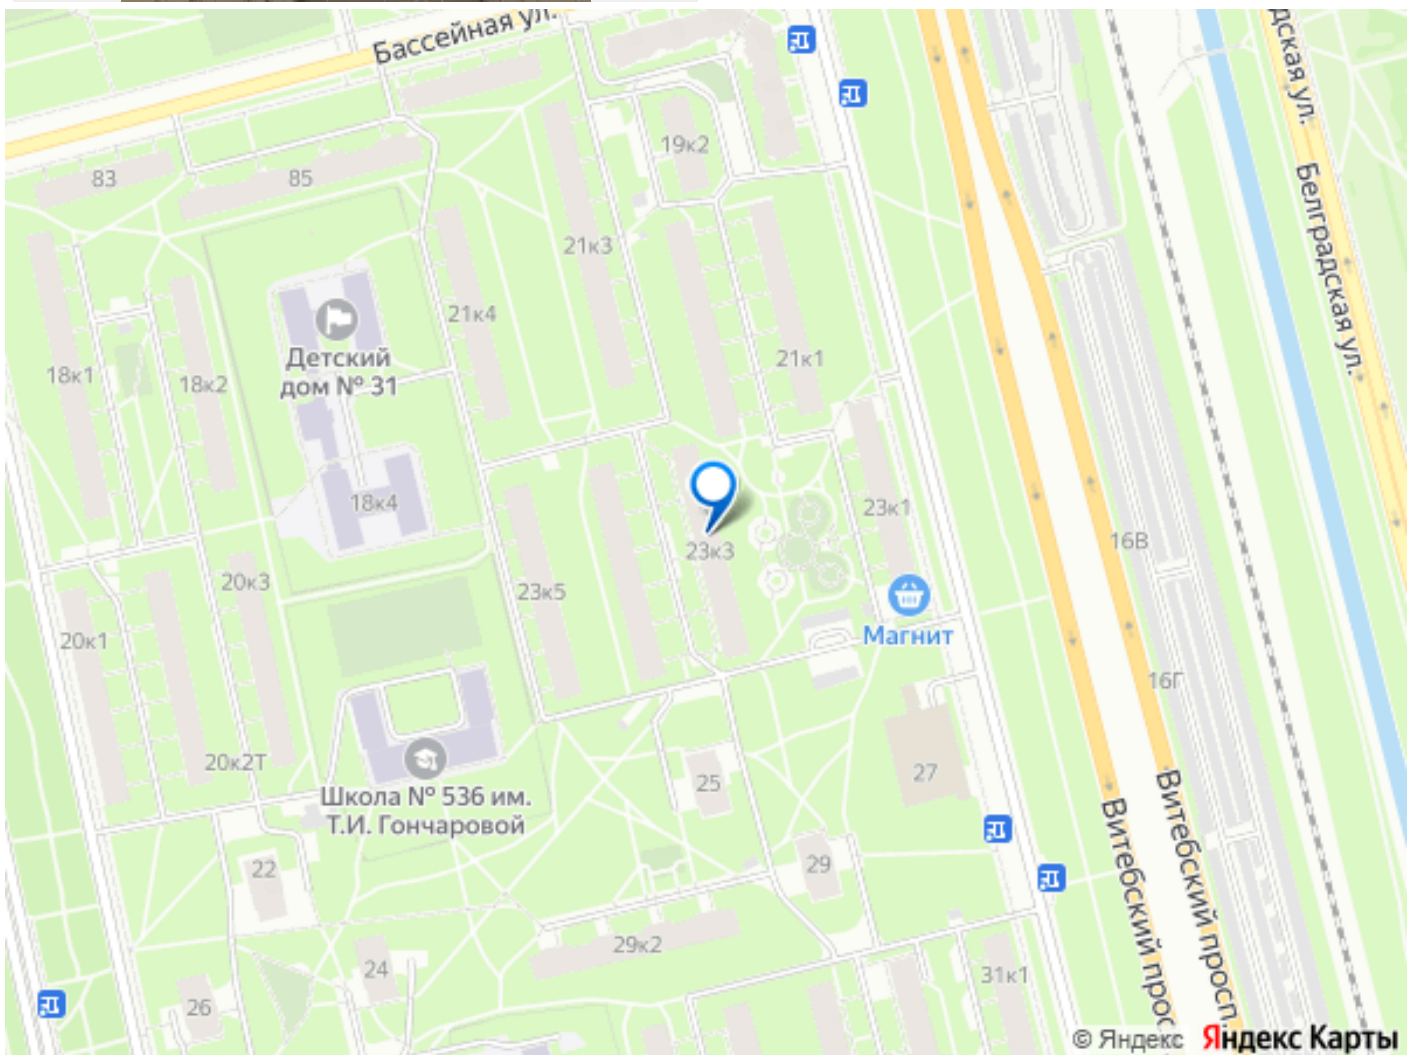 Бассейная ул.
дская ул.
19к2
83
85
Белградская ул.
21к3
21к4
Детский
дом № 31
21к1
18к1
18к2
18к4
23к1
16В
23к3
20к3
23к5
Магнит
20к1
16Г
20к2Т
25
27
Школа № 536 им.
Т.И. Гончаровой
Витебский просп
Витебский прос
22
29
29к2
24
31к1
26
© Яндекс Яндекс Карты